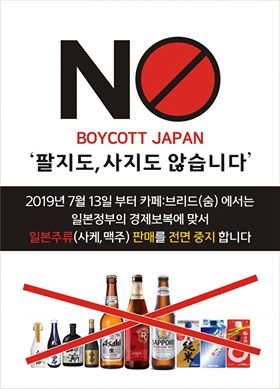 NO
BOYCOTT JAPAN
‘팔지도, 사지도 않습니다’
2019년 7월 13일 부터 카페:브리드(숨) 에서는
일본정부의 경제보복에 맞서
일본주류(사케,맥주) 판매를 전면 중지 합니다
Asahi
SAPPORO